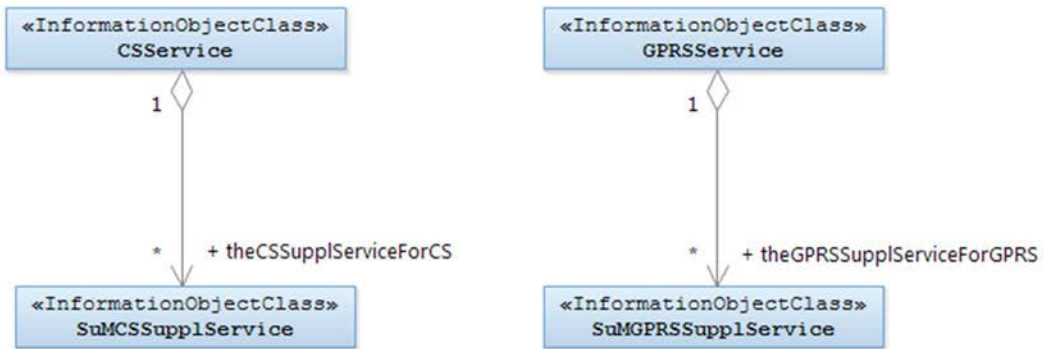 «InformationObjectClass»
CSService
«InformationObjectClass»
GPRSService
1
1
*
+ theCSSupplServiceForCS
*
+ theGPRSSupplServiceForGPRS
«InformationObjectClass»
SuMCSSupplService
«InformationObjectClass»
SuMGPRSSupplService